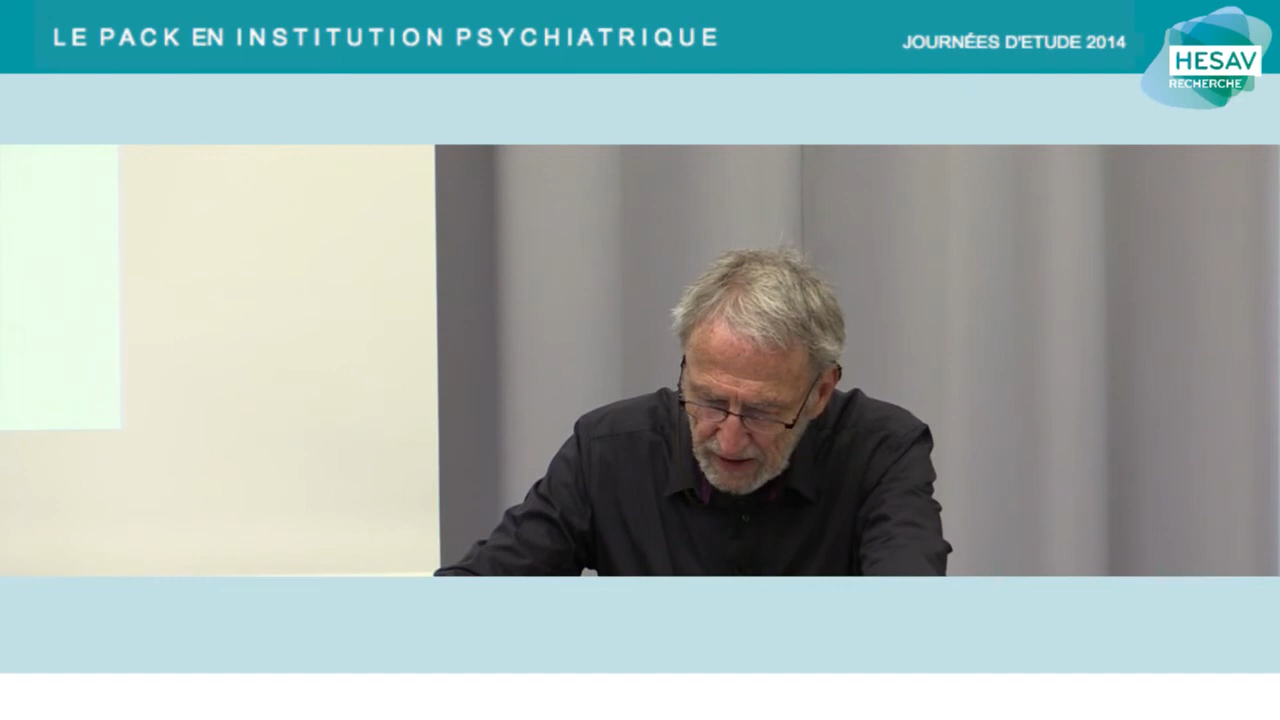 LE PACK EN INSTITUTION PSYCHIATRIQUE
JOURNÉES D'ETUDE 2014
HESAV
RECHERCHE